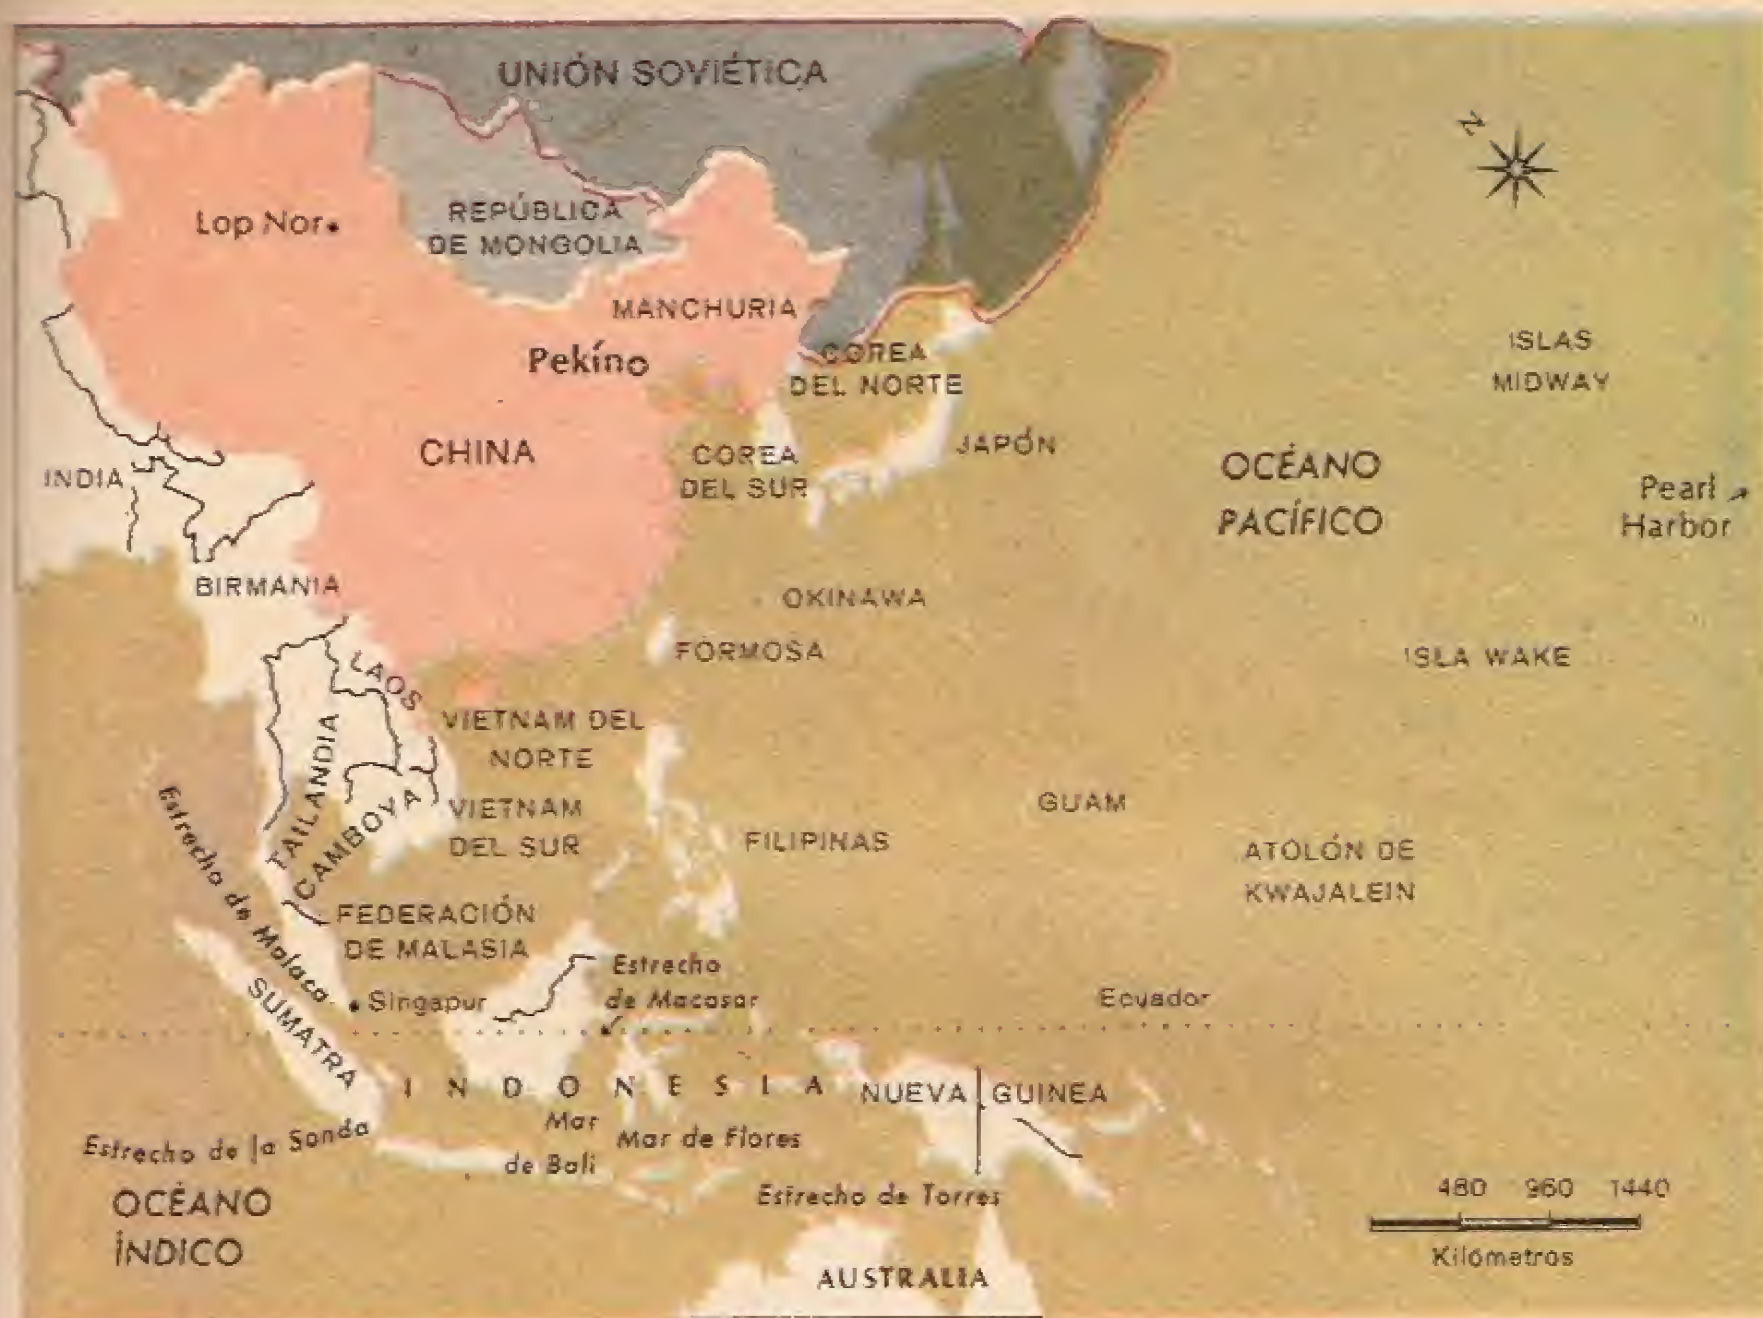 UNIÓN SOVIÉTICA
N
Lop Nor
REPÚBLICA
DE MONGOLIA
MANCHURIA
Pekíno
COREA
DEL NORTE
ISLAS
MIDWAY
CHINA
COREA
DEL SUR
JAPÓN
OCÉANO
PACÍFICO
Pearl
Harbor
INDIA
BIRMANIA
OKINAWA
FORMOSA
ISLA WAKE
LAOS
VIETNAM DEL
NORTE
TAILANDIA
CAMBOYA
VIETNAM
DEL SUR
GUAM
FILIPINAS
ATOLÓN DE
KWAJALEIN
Estrecho de Malaca
FEDERACIÓN
DE MALASIA
Estrecho
de Macasar
SUMATRA
Singapur
Ecuador
INDONESIA
NUEVA GUINEA
Mar
de Bali
Mar de Flores
Estrecho de la Sonda
Estrecho de Torres
OCÉANO
ÍNDICO
480 960 1440
Kilómetros
AUSTRALIA